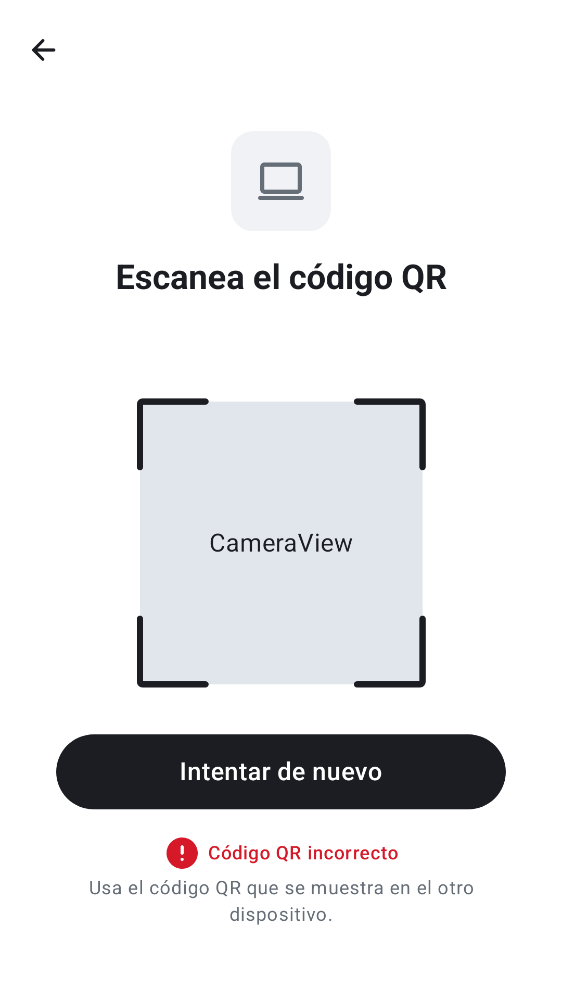 Escanea el código QR
CameraView
Intentar de nuevo
Código QR incorrecto
Usa el código QR que se muestra en el otro
dispositivo.